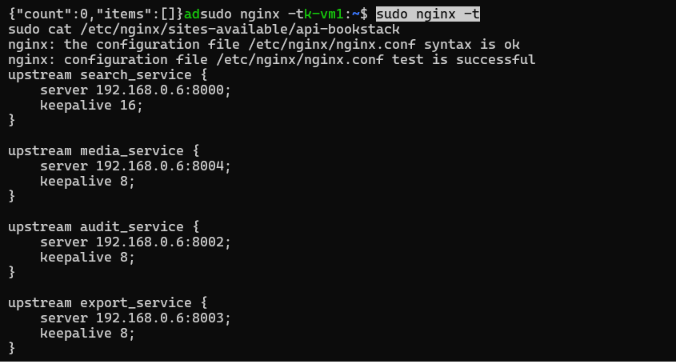 {"count":0,"items":[]}adsudo nginx -tk-vm1:~$ sudo nginx -t
sudo cat /etc/nginx/sites-available/api-bookstack
nginx: the configuration file /etc/nginx/nginx.conf syntax is ok
nginx: configuration file /etc/nginx/nginx.conf test is successful
upstream search_service {
    server 192.168.0.6:8000;
    keepalive 16;
}

upstream media_service {
    server 192.168.0.6:8004;
    keepalive 8;
}

upstream audit_service {
    server 192.168.0.6:8002;
    keepalive 8;
}

upstream export_service {
    server 192.168.0.6:8003;
    keepalive 8;
}